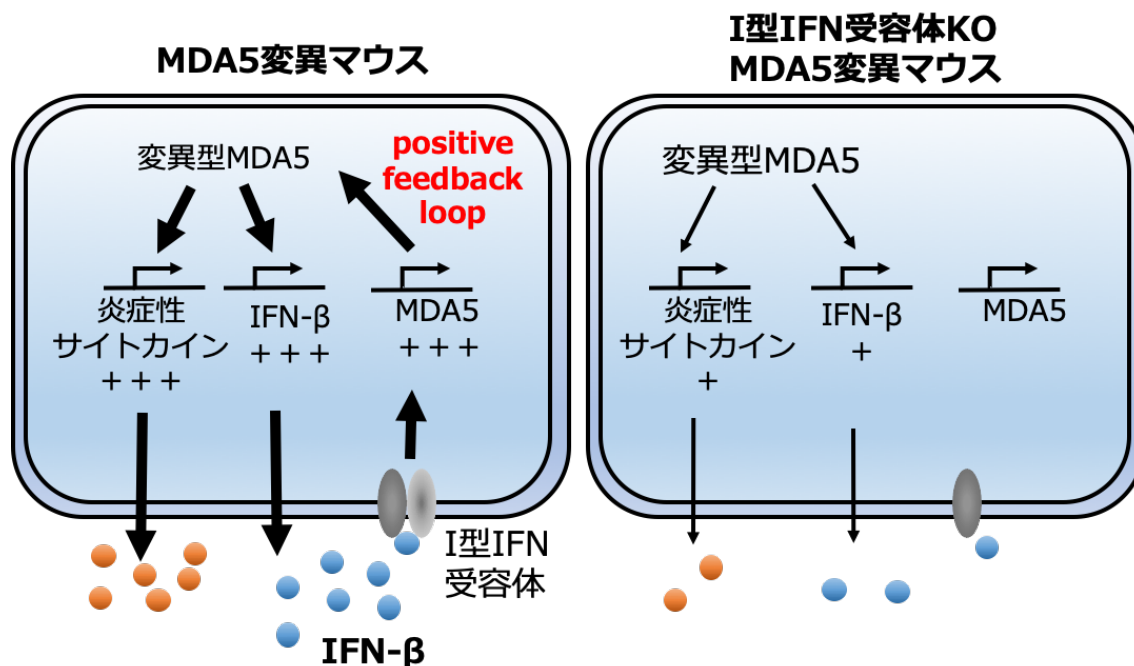 MDA5変異マウス
変異型MDA5
positive
feedback
loop
炎症性
サイトカイン
+++
IFN-β
+++
MDA5
+++
I型IFN
受容体
IFN-β
I型IFN受容体KO
MDA5変異マウス
変異型MDA5
炎症性
サイトカイン
+
IFN-β
+
MDA5